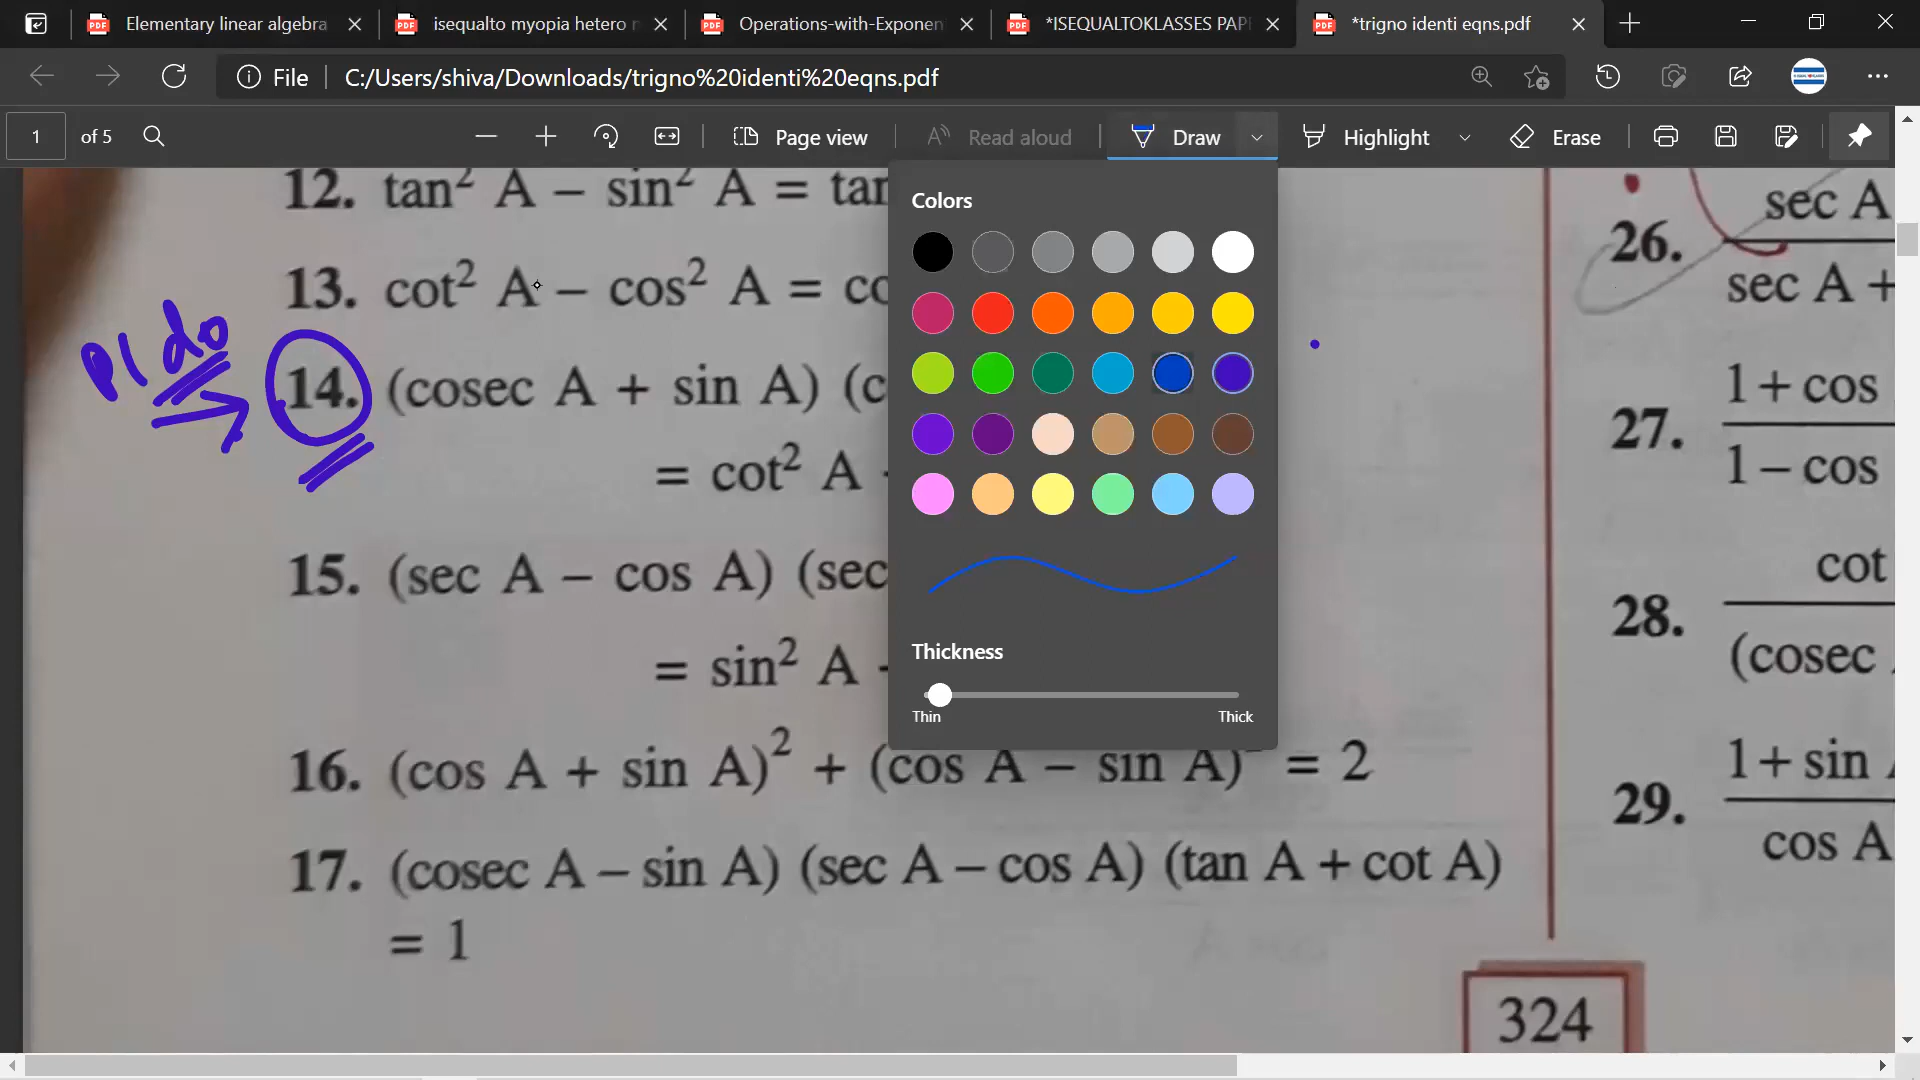 Elementary linear algebra
isequalto myopia hetero
Operations-with-Exponen
*ISEQUALTOKLASSES PAP
*trigno identi eqns.pdf
File
C:/Users/shiva/Downloads/trigno%20identi%20eqns.pdf
1 of 5
Page view
Read aloud
Draw
Highlight
Erase
Colors
Thickness
Thin
Thick
12. tan² A – sin² A = tan
13. cot² A – cos² A = co
Pl do
14. (cosec A + sin A) (c
= cot² A
15. (sec A – cos A) (sec
= sin² A
16. (cos A + sin A)² + (cos A – sin A)² = 2
17. (cosec A – sin A) (sec A – cos A) (tan A + cot A)
= 1
26. sec A
sec A +
27. 1 + cos
1 – cos
28. cot
(cosec
29. 1 + sin
cos A
324